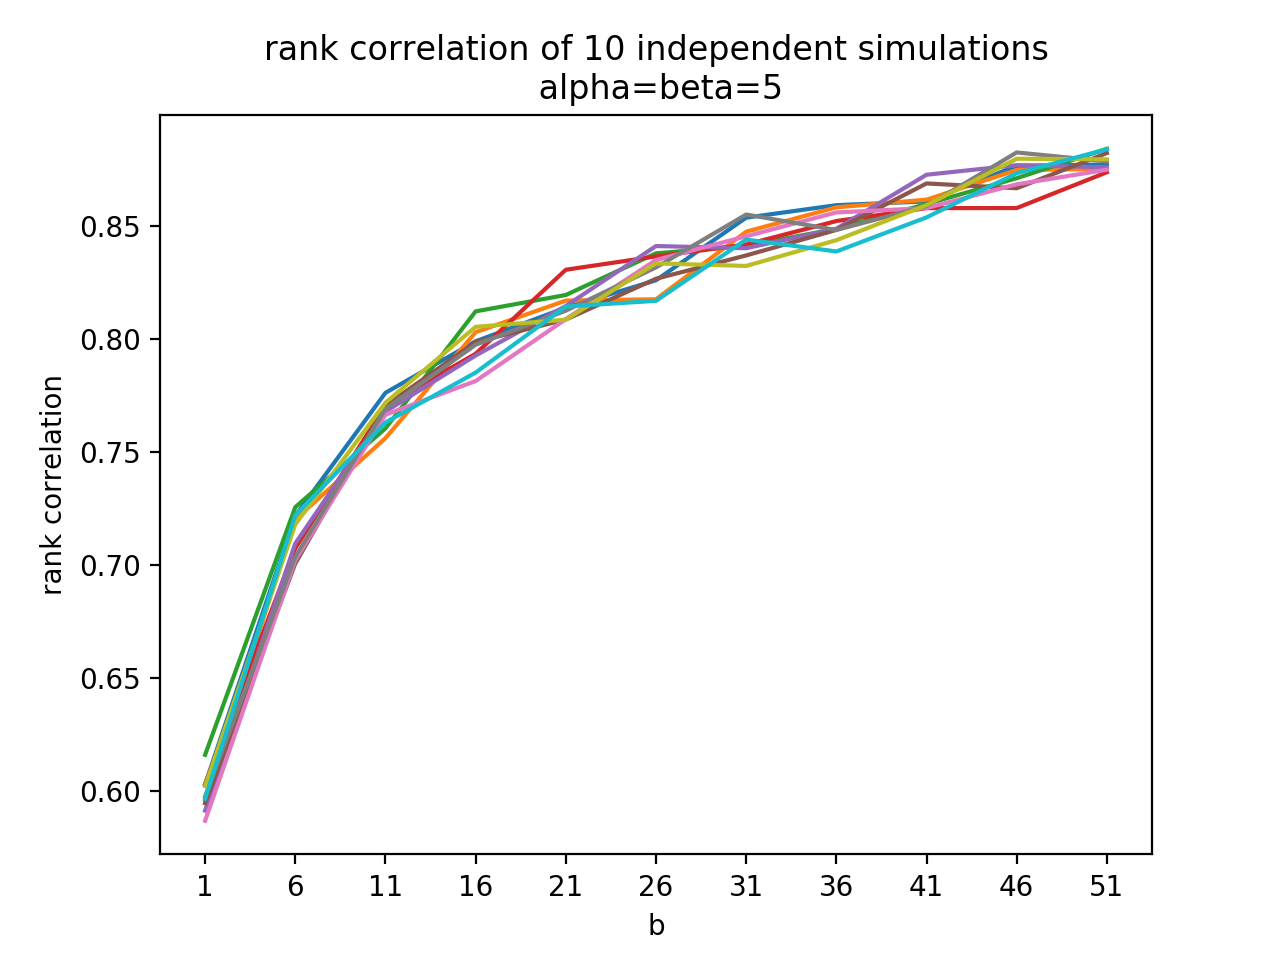 rank correlation of 10 independent simulations
alpha=beta=5
rank correlation
0.85
0.80
0.75
0.70
0.65
0.60
1 6 11 16 21 26 31 36 41 46 51
b